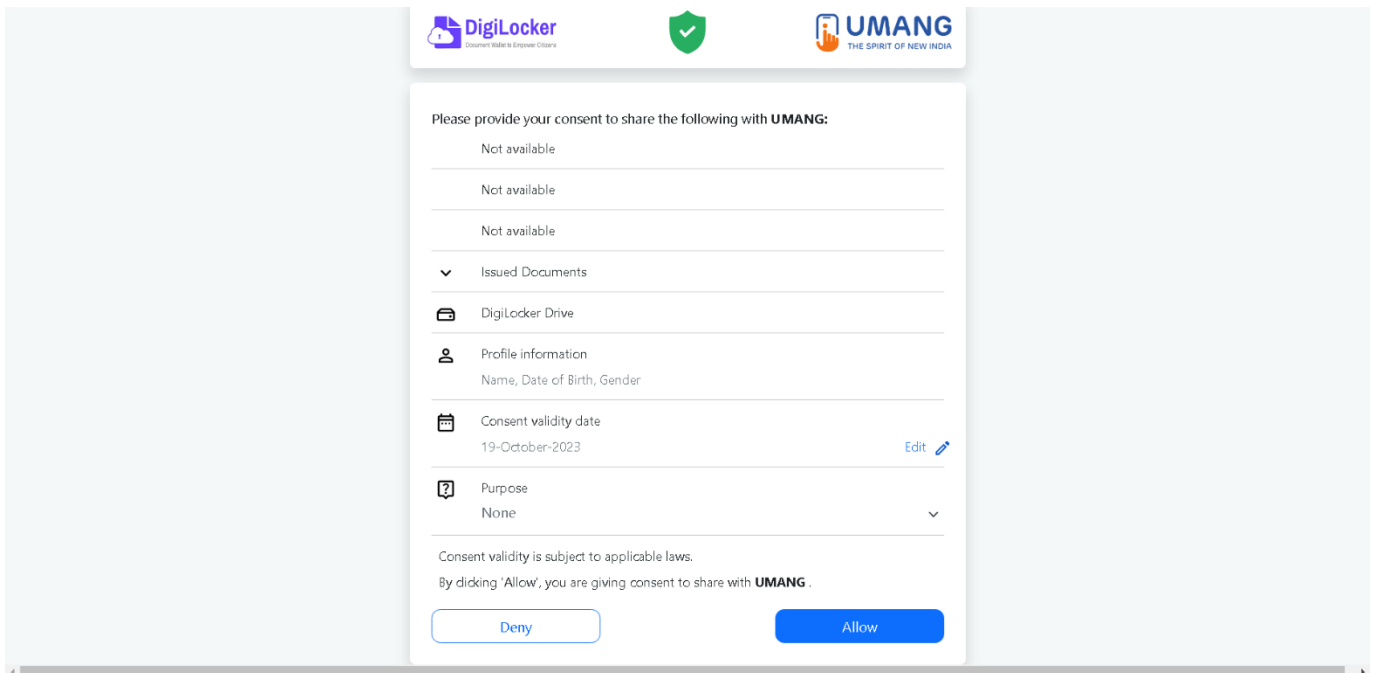 DigiLocker
Document Wallet to Empower Citizens
UMANG
THE SPIRIT OF NEW INDIA
Please provide your consent to share the following with UMANG:
Not available
Not available
Not available
Issued Documents
DigiLocker Drive
Profile information
Name, Date of Birth, Gender
Consent validity date
19-October-2023
Edit
Purpose
None
Consent validity is subject to applicable laws.
By clicking 'Allow', you are giving consent to share with UMANG .
Deny
Allow